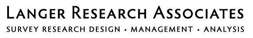 LANGER RESEARCH ASSOCIATES
SURVEY RESEARCH DESIGN • MANAGEMENT • ANALYSIS